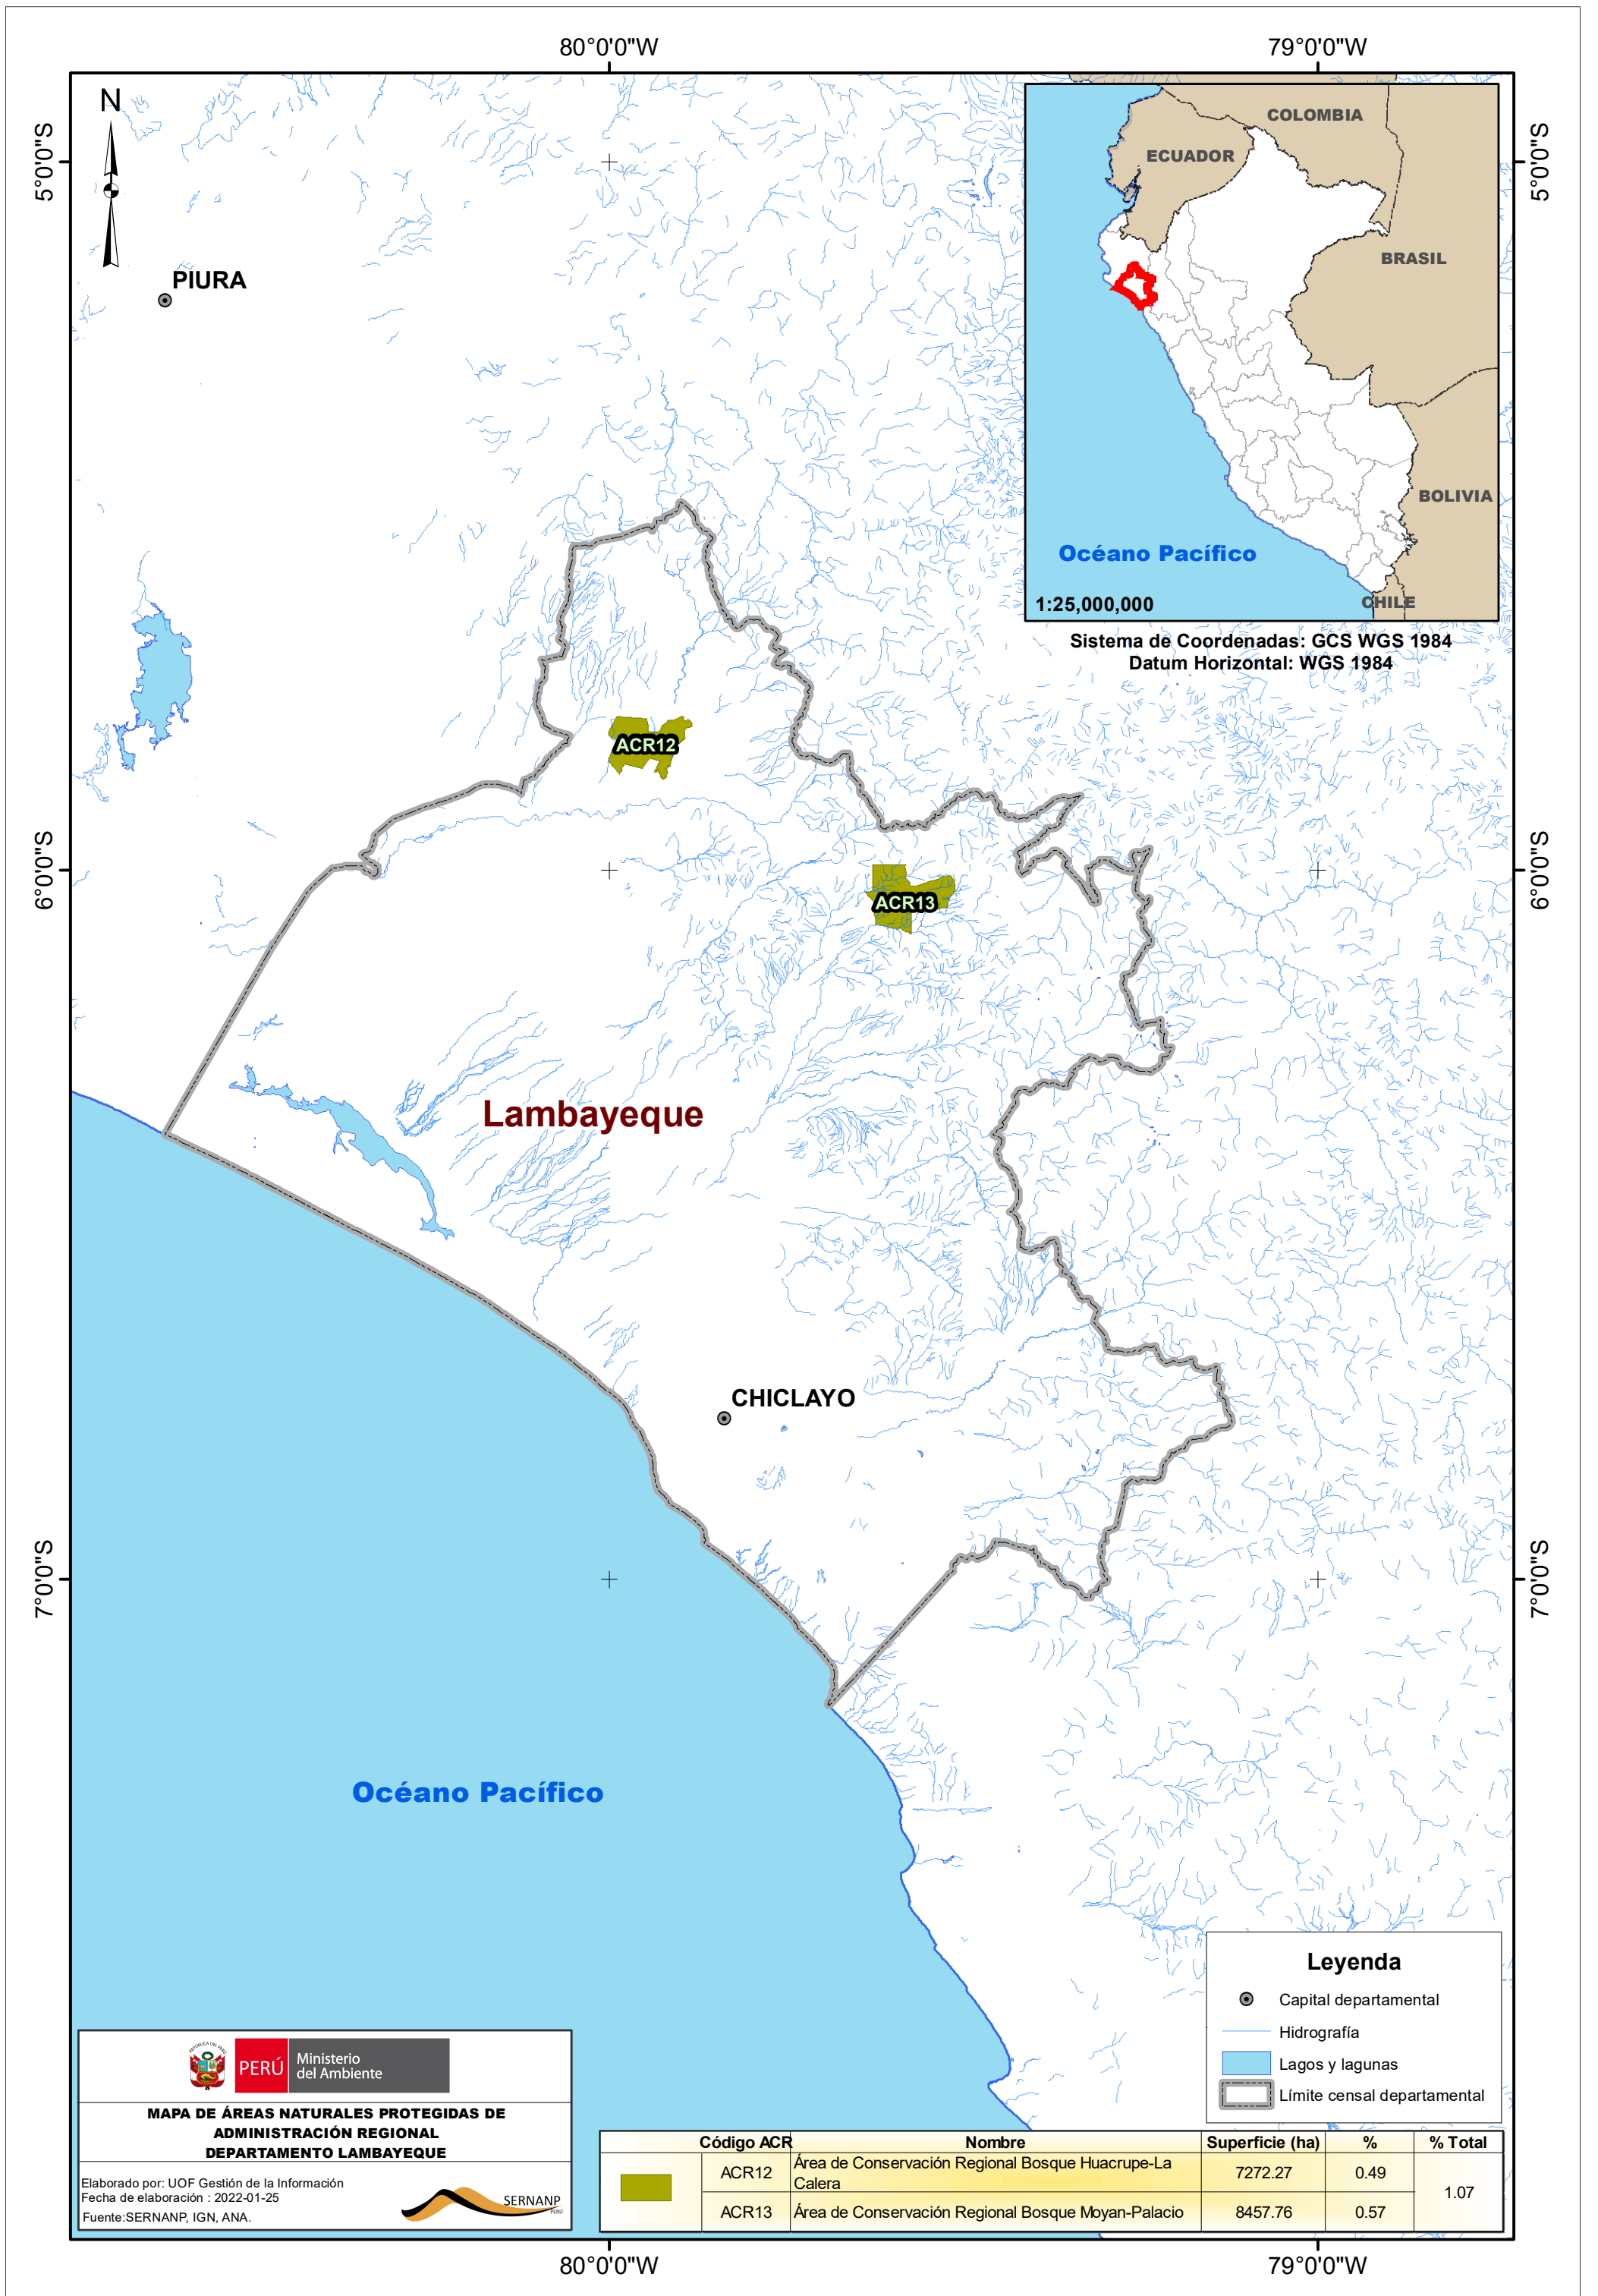 80°0'0"W
79°0'0"W
N
5°0'0"S
5°0'0"S
COLOMBIA
ECUADOR
BRASIL
BOLIVIA
Océano Pacífico
1:25,000,000
CHILE
PIURA
Sistema de Coordenadas: GCS WGS 1984
Datum Horizontal: WGS 1984
ACR12
6°0'0"S
6°0'0"S
ACR13
Lambayeque
CHICLAYO
7°0'0"S
7°0'0"S
Océano Pacífico
Leyenda
Capital departamental
Hidrografía
Lagos y lagunas
Límite censal departamental
REPÚBLICA DEL PERÚ
PERÚ
Ministerio
del Ambiente
MAPA DE ÁREAS NATURALES PROTEGIDAS DE
ADMINISTRACIÓN REGIONAL
DEPARTAMENTO LAMBAYEQUE
Elaborado por: UOF Gestión de la Información
Fecha de elaboración : 2022-01-25
Fuente:SERNANP, IGN, ANA.
SERNANP
PERÚ
Código ACR Nombre Superficie (ha) % % Total
ACR12 Área de Conservación Regional Bosque Huacrupe-La
Calera 7272.27 0.49
1.07
ACR13 Área de Conservación Regional Bosque Moyan-Palacio 8457.76 0.57
80°0'0"W
79°0'0"W